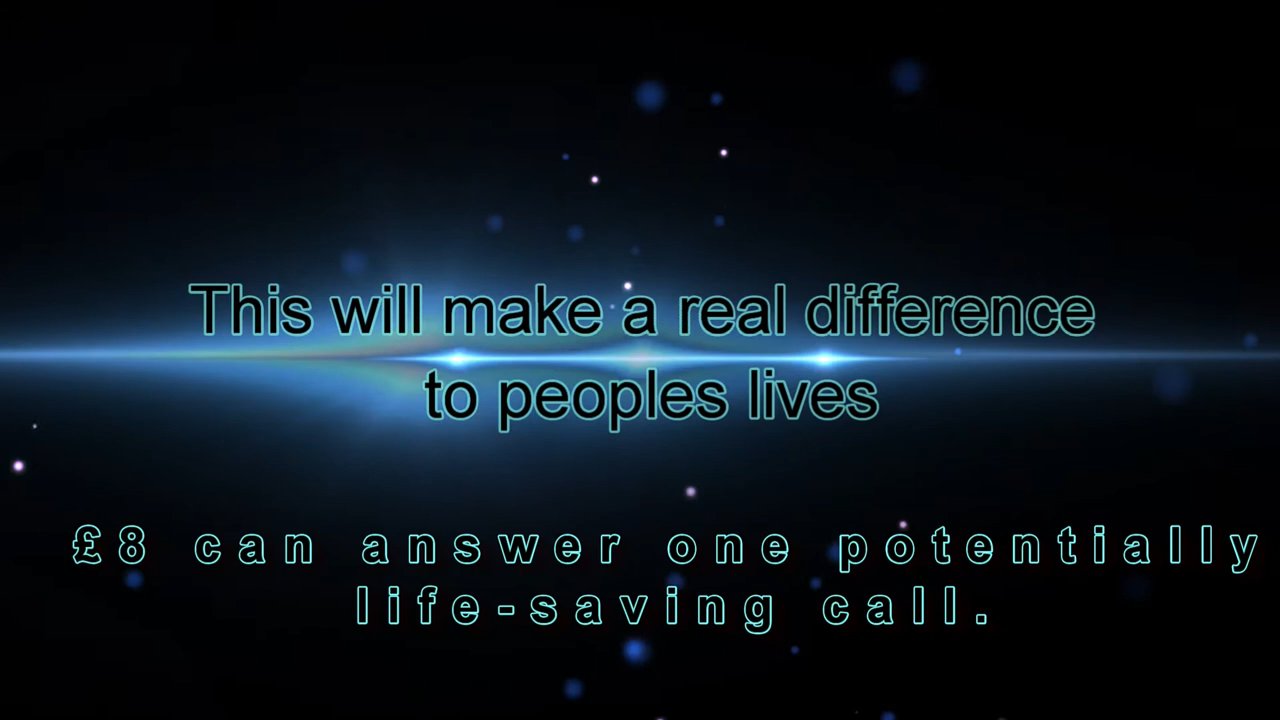 This will make a real difference
to peoples lives
£8 can answer one potentially
life-saving call.